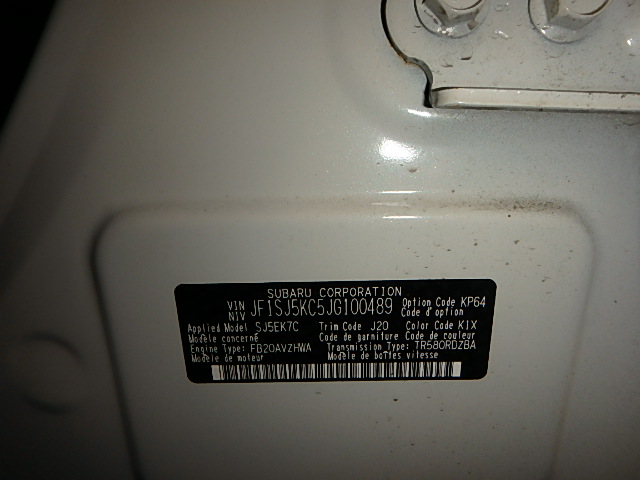 SUBARU CORPORATION
VIN NIV JF1SJ5KC5JG100489 Option Code KP64
Code d'option
Applied Model SJ5EK7C Trim Code J20 Color Code K1X
Modèle concerné Code de garniture Code de couleur
Engine Type: FB20AVZHWA Transmission Type: TR580RDZBA
Modèle de moteur Modèle de boîtes vitesse